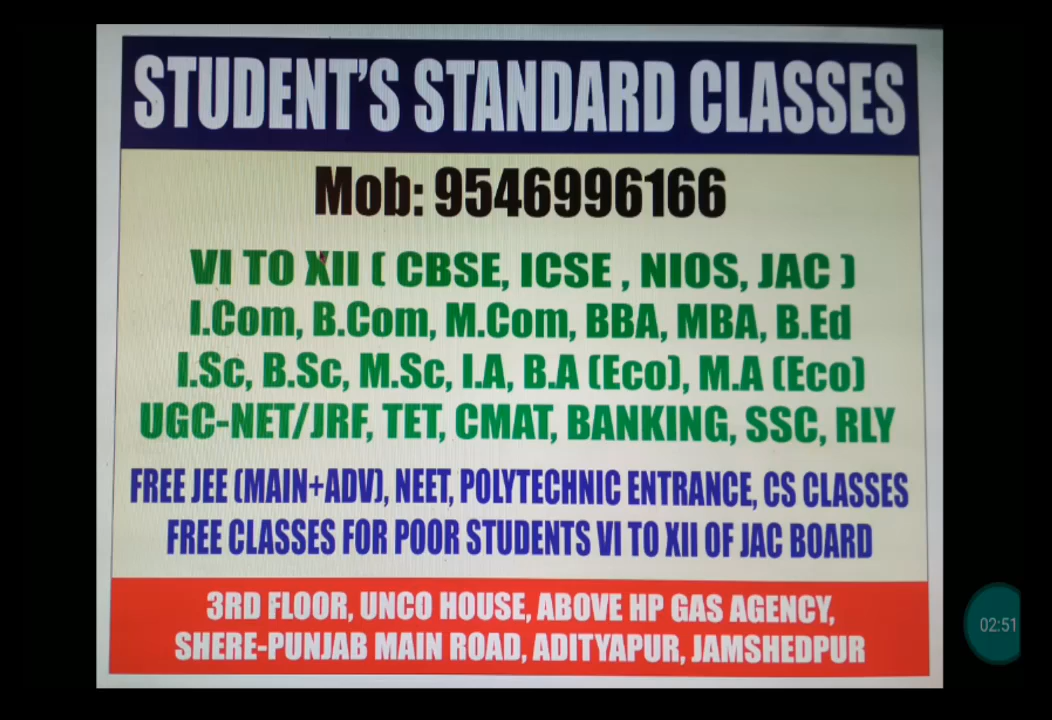 STUDENT'S STANDARD CLASSES
Mob: 9546996166
VI TO XII ( CBSE, ICSE , NIOS, JAC )
I.Com, B.Com, M.Com, BBA, MBA, B.Ed
I.Sc, B.Sc, M.Sc, I.A, B.A (Eco), M.A (Eco)
UGC-NET/JRF, TET, CMAT, BANKING, SSC, RLY
FREE JEE (MAIN+ADV), NEET, POLYTECHNIC ENTRANCE, CS CLASSES
FREE CLASSES FOR POOR STUDENTS VI TO XII OF JAC BOARD
3RD FLOOR, UNCO HOUSE, ABOVE HP GAS AGENCY,
SHERE-PUNJAB MAIN ROAD, ADITYAPUR, JAMSHEDPUR
02:51